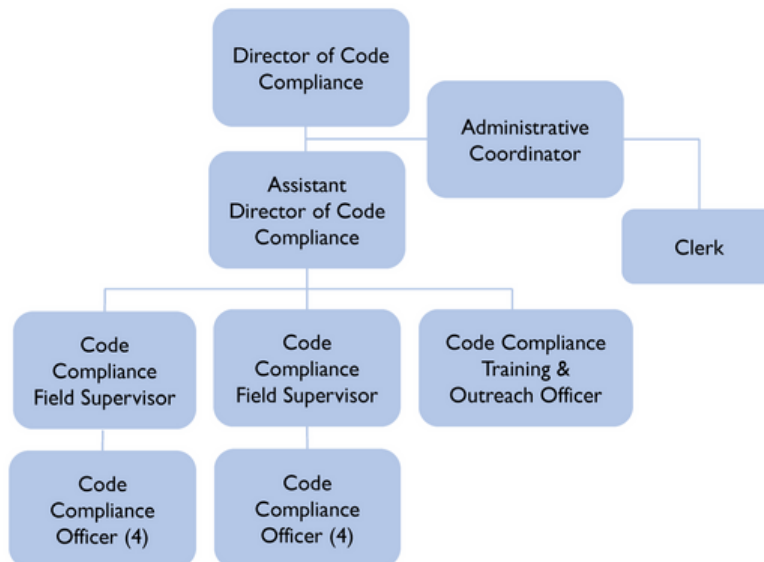 Director of Code
Compliance
Administrative
Coordinator
Assistant
Director of Code
Compliance
Clerk
Code
Compliance
Field Supervisor
Code
Compliance
Field Supervisor
Code Compliance
Training &
Outreach Officer
Code
Compliance
Officer (4)
Code
Compliance
Officer (4)